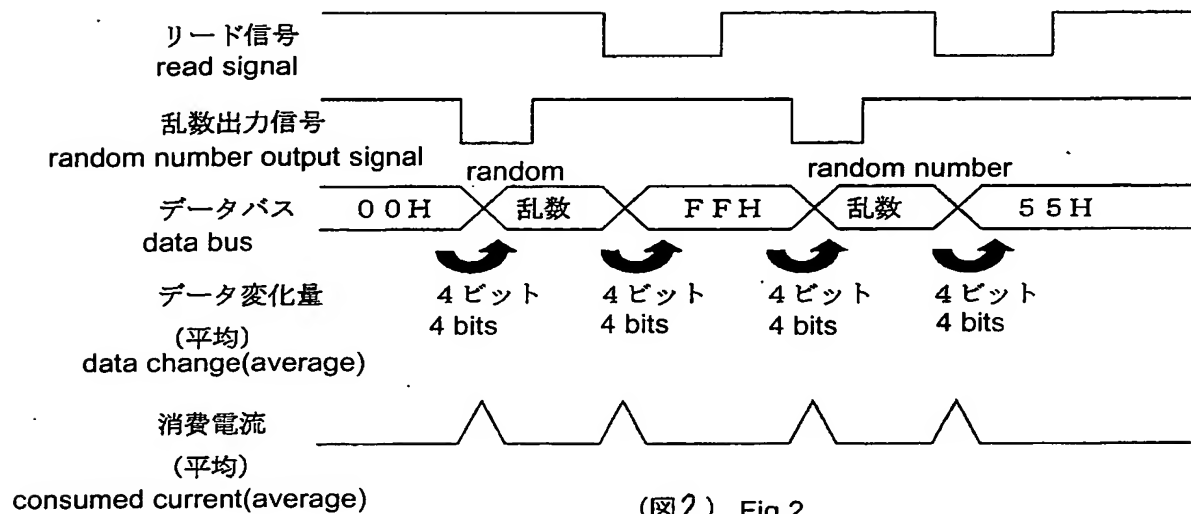 リード信号
read signal
乱数出力信号
random number output signal
random
random number
データバス
00H
乱数
FFH
乱数
55H
data bus
データ変化量
4ビット
4ビット
4ビット
4ビット
4 bits
4 bits
4 bits
4 bits
(平均)
data change(average)
消費電流
(平均)
consumed current(average)
(図2) Fig.2